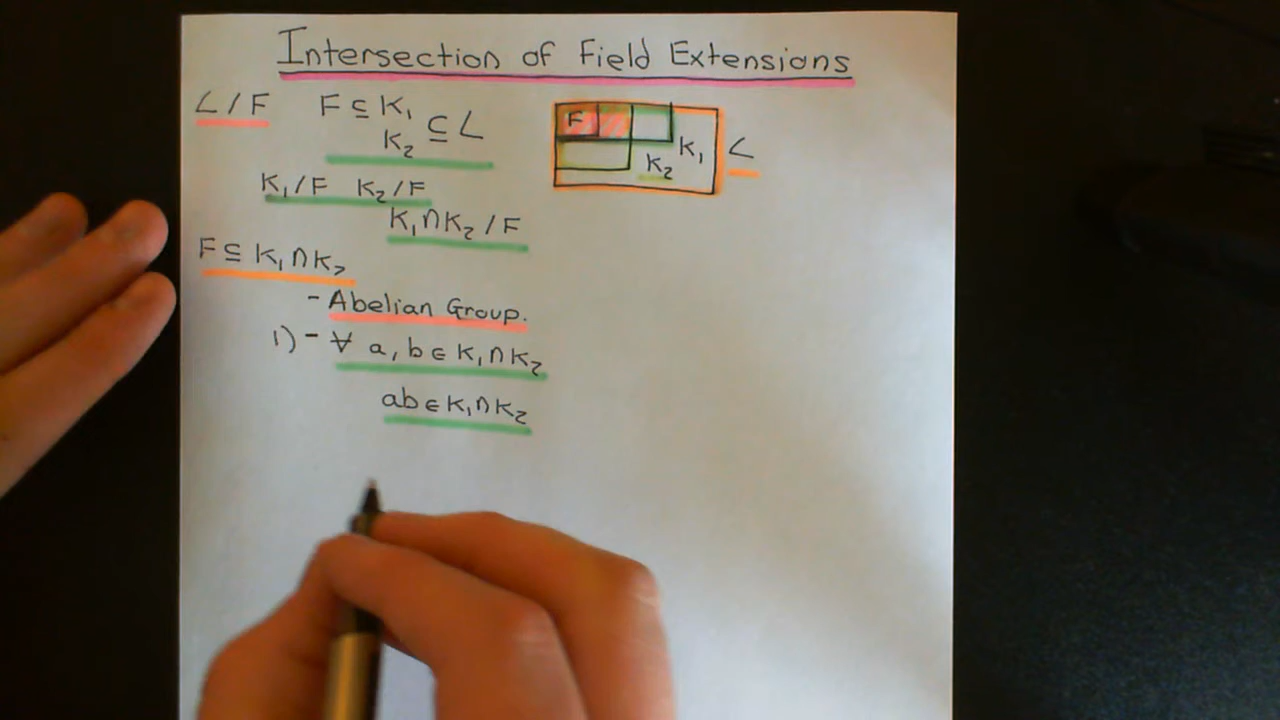 Intersection of Field Extensions
L/F F ⊆ K₁
K₂ ⊆ L
K₁/F K₂/F
K₁∩K₂/F
F ⊆ K₁∩K₂
- Abelian Group.
1) - ∀ a, b ∈ K₁∩K₂
ab ∈ K₁∩K₂
F
K₂
K₁
L